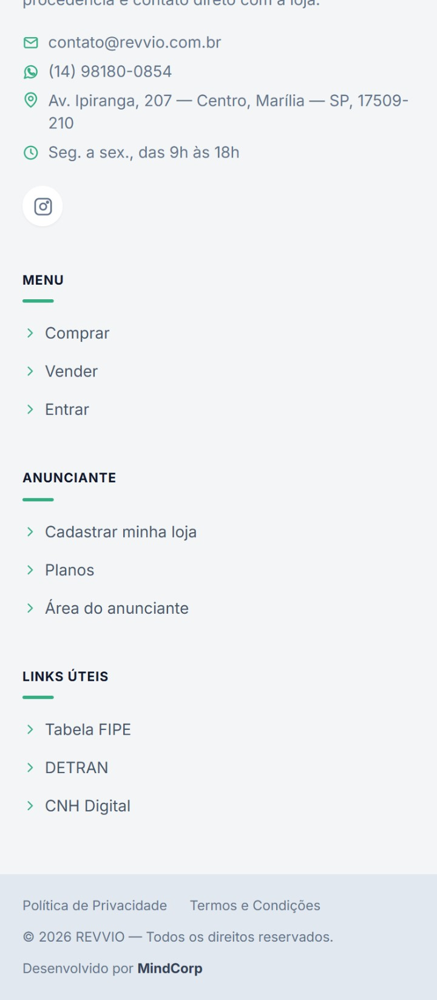 procedência e contato direto com a loja.
contato@revvio.com.br
(14) 98180-0854
Av. Ipiranga, 207 — Centro, Marília — SP, 17509-
210
Seg. a sex., das 9h às 18h
MENU
Comprar
Vender
Entrar
ANUNCIANTE
Cadastrar minha loja
Planos
Área do anunciante
LINKS ÚTEIS
Tabela FIPE
DETRAN
CNH Digital
Política de Privacidade Termos e Condições
© 2026 REVVIO — Todos os direitos reservados.
Desenvolvido por MindCorp